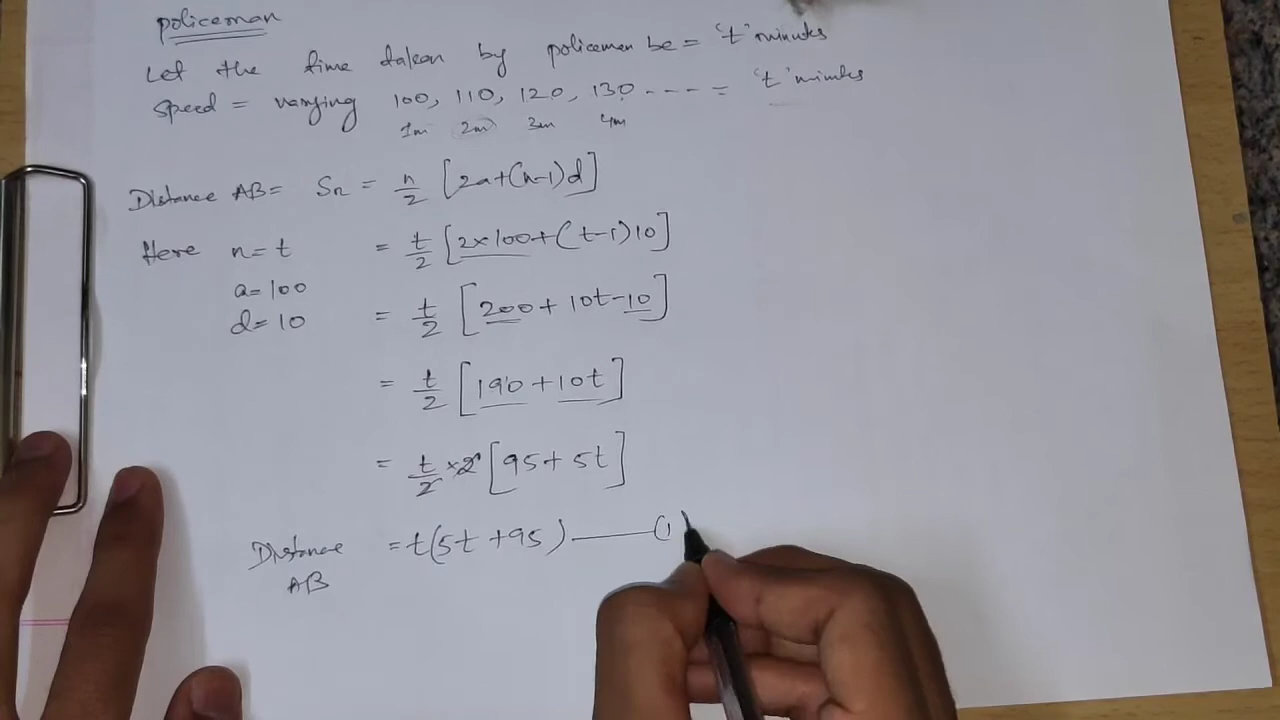 policeman
Let the time taken by policemen be = 't' minutes
speed = varying 100, 110, 120, 130 ---- = 't' minutes
1m 2m 3m 4m
Distance AB = Sn = n/2 [2a+(n-1)d]
Here n=t = t/2 [2×100+(t-1)10]
a=100
d=10 = t/2 [200+10t-10]
= t/2 [190+10t]
= t/2 ×2 [95+5t]
Distance = t(5t+95) —— (1
AB